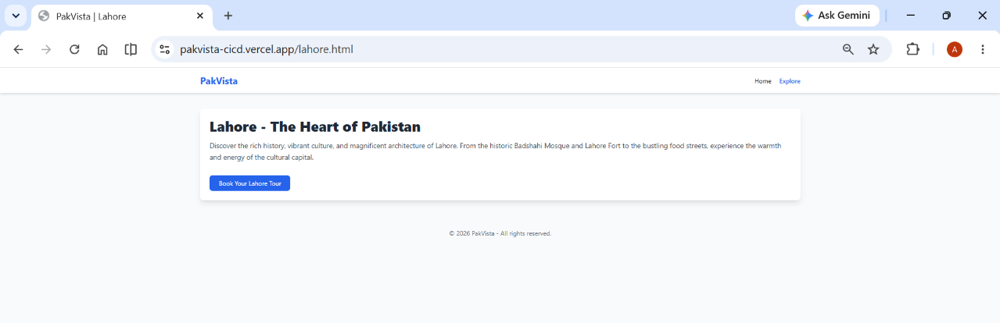 PakVista | Lahore
Ask Gemini
pakvista-cicd.vercel.app/lahore.html
A
PakVista
Home Explore
Lahore - The Heart of Pakistan
Discover the rich history, vibrant culture, and magnificent architecture of Lahore. From the historic Badshahi Mosque and Lahore Fort to the bustling food streets, experience the warmth
and energy of the cultural capital.
Book Your Lahore Tour
© 2026 PakVista - All rights reserved.